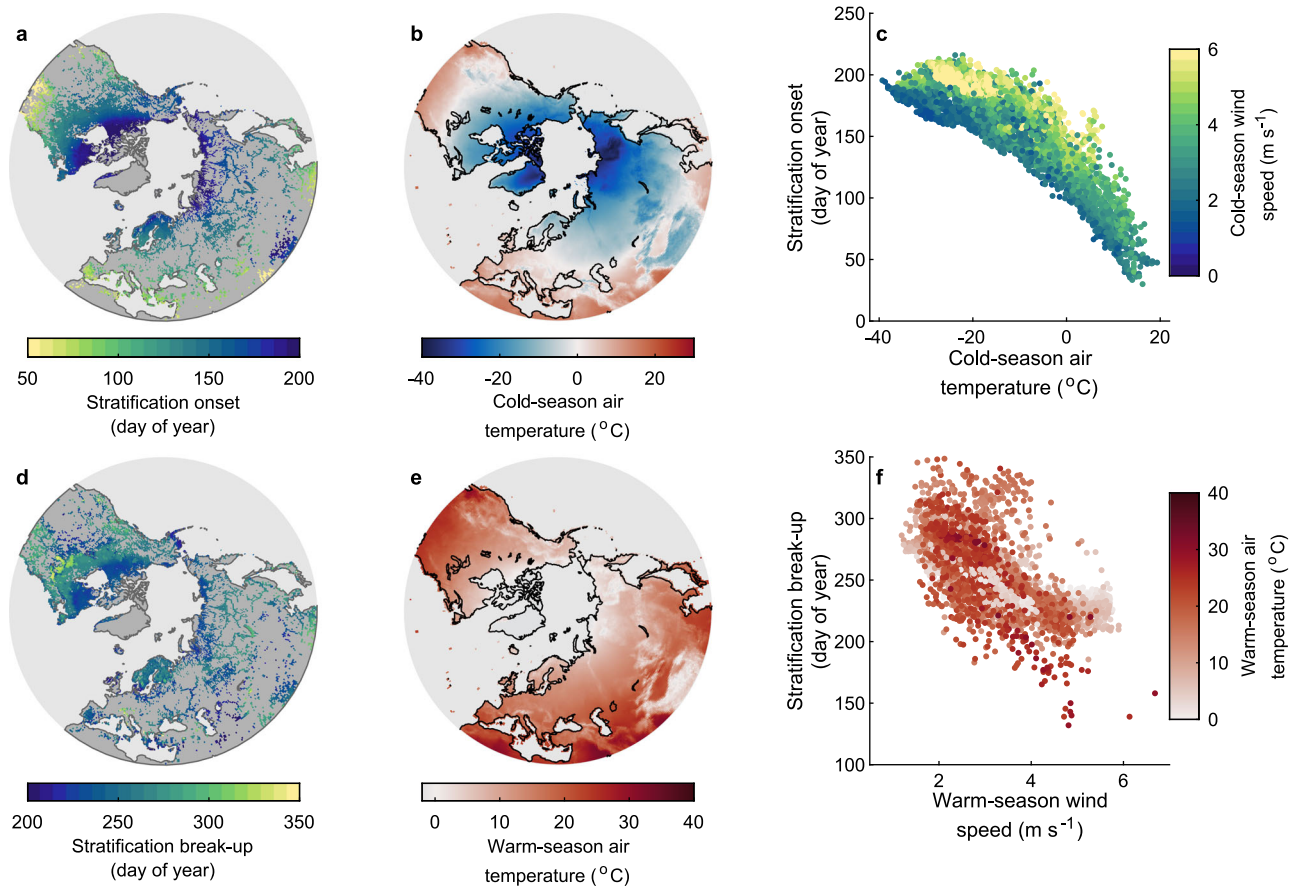 a
50
100
150
200
Stratification onset
(day of year)
b
-40
-20
0
20
Cold-season air
temperature (°C)
c
250
200
150
100
50
0
Stratification onset
(day of year)
-40
-20
0
20
Cold-season air
temperature (°C)
6
4
2
0
Cold-season wind
speed (m s⁻¹)
d
200
250
300
350
Stratification break-up
(day of year)
e
0
10
20
30
40
Warm-season air
temperature (°C)
f
350
300
250
200
150
100
Stratification break-up
(day of year)
2
4
6
Warm-season wind
speed (m s⁻¹)
40
30
20
10
0
Warm-season air
temperature (°C)